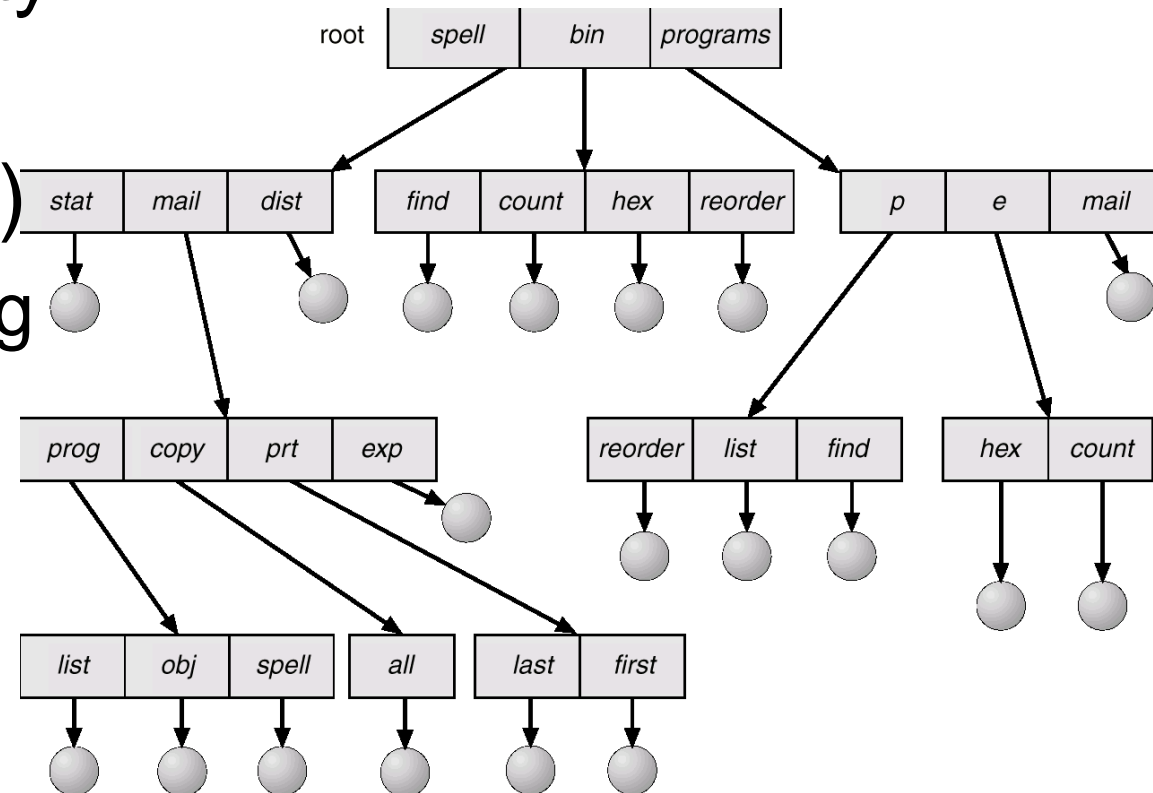 y
root spell bin programs
)
stat mail dist find count hex reorder p e mail
g
prog copy prt exp reorder list find hex count
list obj spell all last first